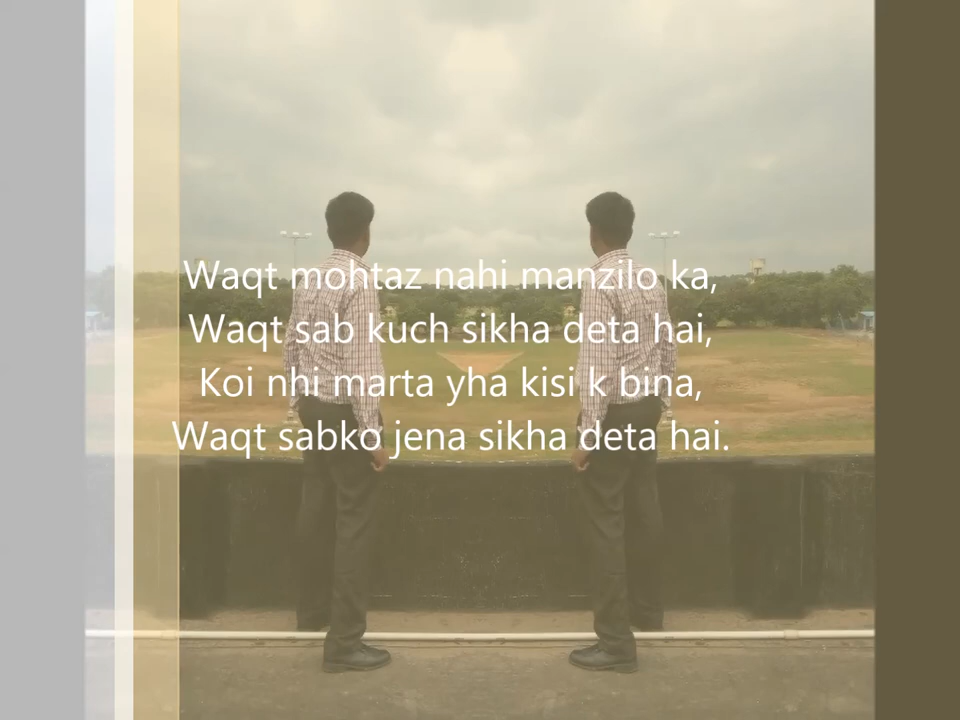 Waqt mohtaz nahi manzilo ka,
Waqt sab kuch sikha deta hai,
Koi nhi marta yha kisi k bina,
Waqt sabko jena sikha deta hai.